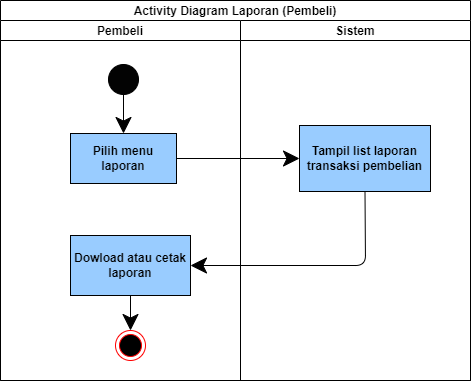 Activity Diagram Laporan (Pembeli)
Pembeli
Sistem
Pilih menu
laporan
Tampil list laporan
transaksi pembelian
Dowload atau cetak
laporan